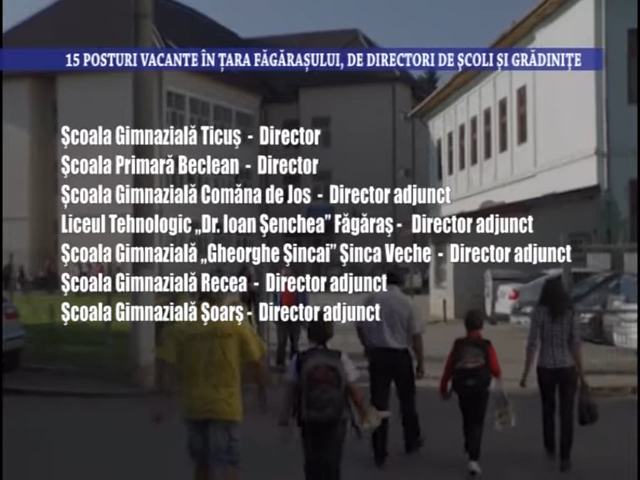 15 POSTURI VACANTE ÎN ȚARA FĂGĂRAȘULUI, DE DIRECTORI DE ȘCOLI ȘI GRĂDINIȚE
Școala Gimnazială Ticuș - Director
Școala Primară Beclean - Director
Școala Gimnazială Comăna de Jos - Director adjunct
Liceul Tehnologic „Dr. Ioan Șenchea” Făgăraș - Director adjunct
Școala Gimnazială „Gheorghe Șincai” Șinca Veche - Director adjunct
Școala Gimnazială Recea - Director adjunct
Școala Gimnazială Șoarș - Director adjunct